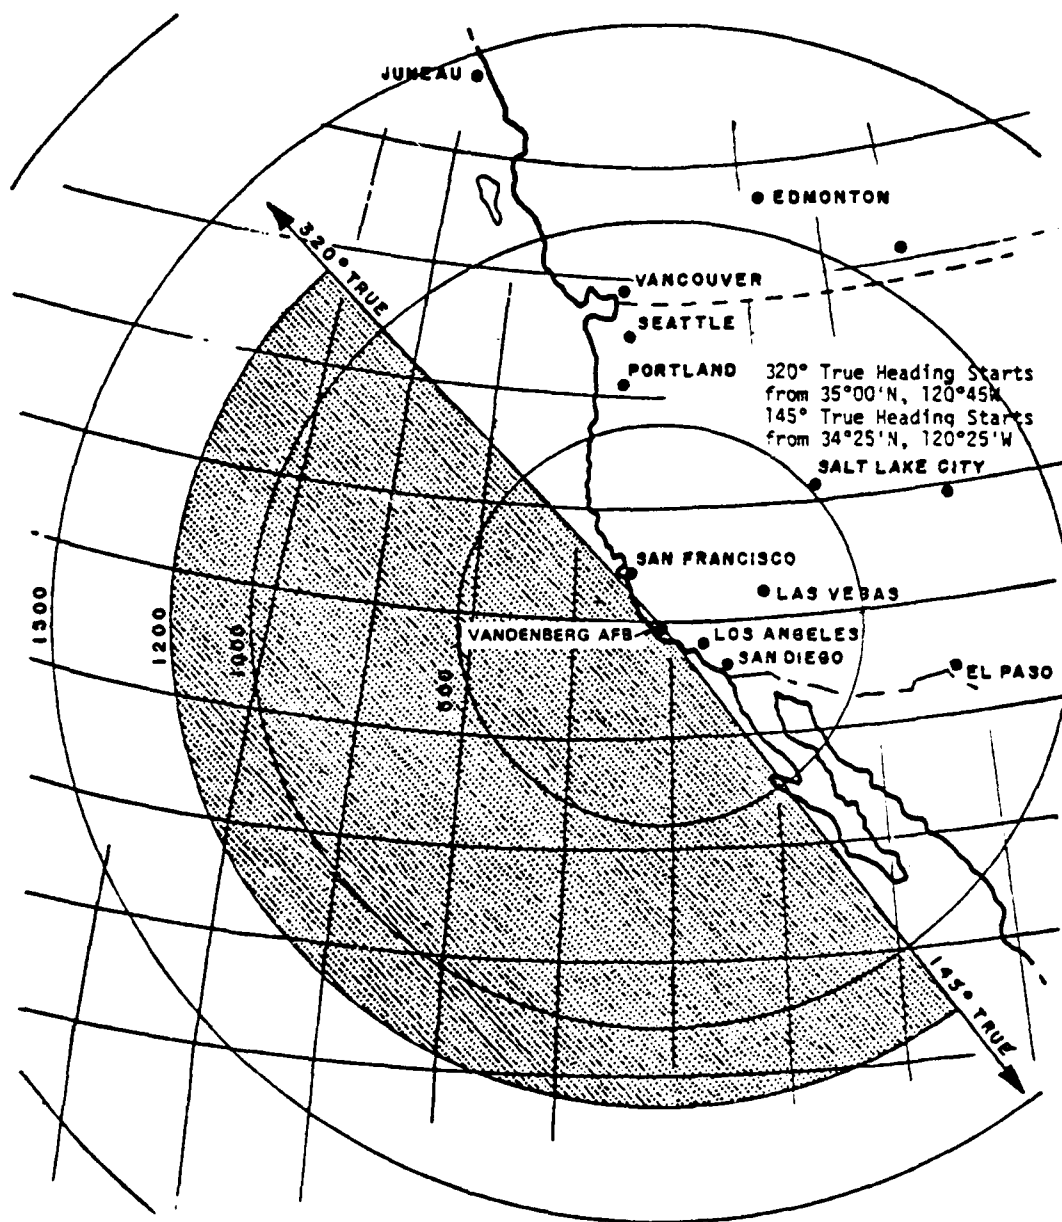 JUNEAU
EDMONTON
320° TRUE
VANCOUVER
SEATTLE
PORTLAND
320° True Heading Starts
from 35°00'N, 120°45W
145° True Heading Starts
from 34°25'N, 120°25'W
SALT LAKE CITY
SAN FRANCISCO
LAS VEGAS
VANDENBERG AFB
LOS ANGELES
SAN DIEGO
EL PASO
1500
1200
1000
500
145° TRUE